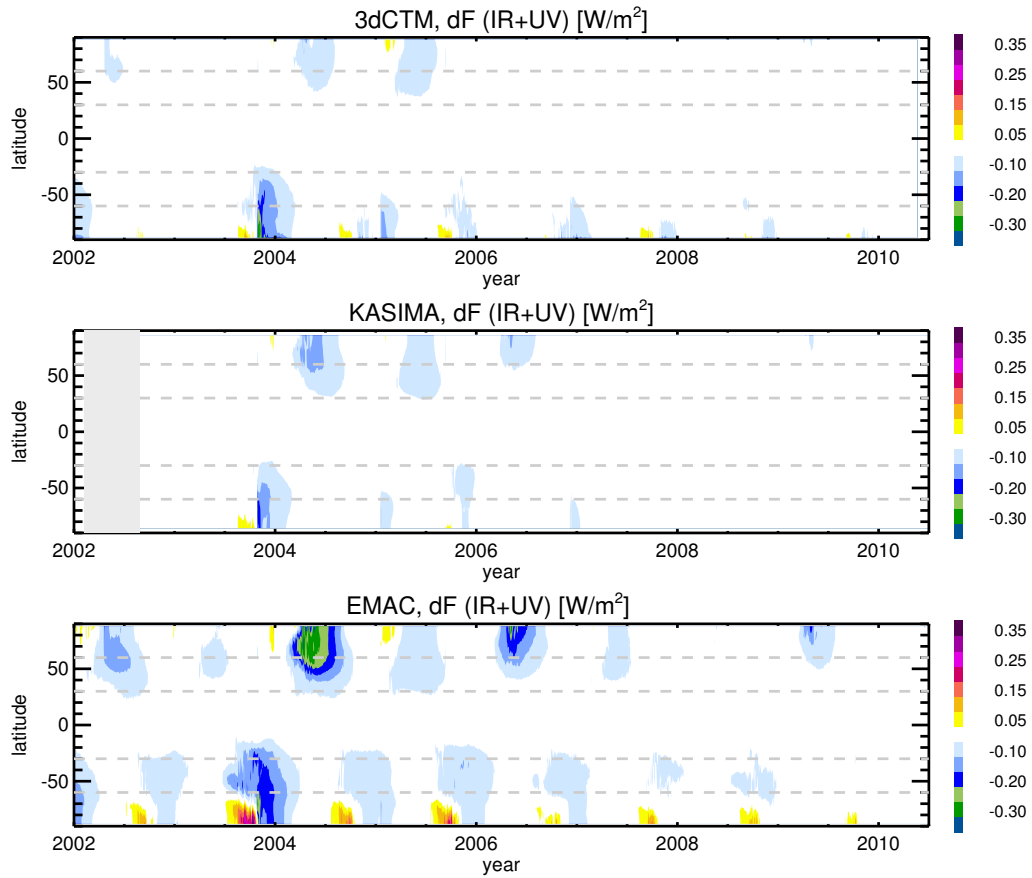 3dCTM, dF (IR+UV) [W/m²]
latitude
50
0
-50
2002 2004 2006 2008 2010
year
0.35
0.25
0.15
0.05
-0.10
-0.20
-0.30
KASIMA, dF (IR+UV) [W/m²]
latitude
50
0
-50
2002 2004 2006 2008 2010
year
0.35
0.25
0.15
0.05
-0.10
-0.20
-0.30
EMAC, dF (IR+UV) [W/m²]
latitude
50
0
-50
2002 2004 2006 2008 2010
year
0.35
0.25
0.15
0.05
-0.10
-0.20
-0.30